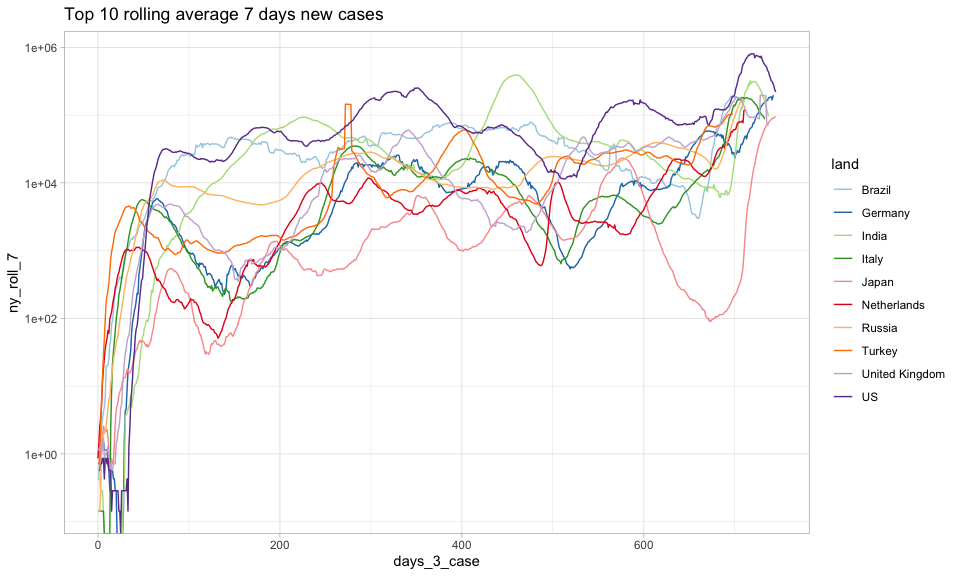 Top 10 rolling average 7 days new cases
1e+06
1e+04
1e+02
1e+00
ny_roll_7
0 200 400 600
days_3_case
land
Brazil
Germany
India
Italy
Japan
Netherlands
Russia
Turkey
United Kingdom
US